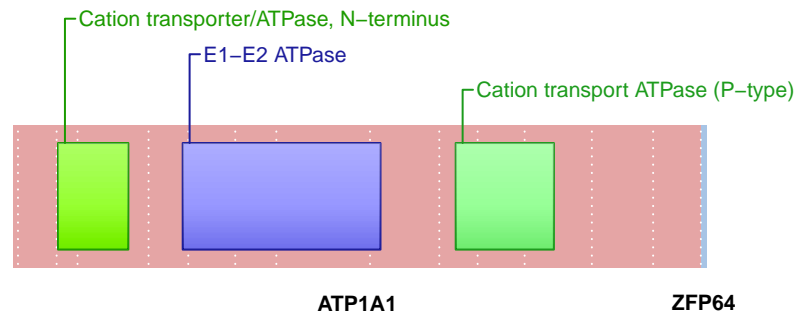 Cation transporter/ATPase, N−terminus
E1−E2 ATPase
Cation transport ATPase (P−type)
ATP1A1 ZFP64